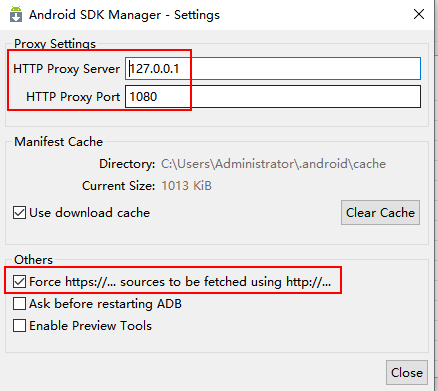 Android SDK Manager - Settings
Proxy Settings
HTTP Proxy Server 127.0.0.1
HTTP Proxy Port 1080
Manifest Cache
Directory: C:\Users\Administrator\.android\cache
Current Size: 1013 KiB
Use download cache Clear Cache
Others
Force https://... sources to be fetched using http://...
Ask before restarting ADB
Enable Preview Tools
Close